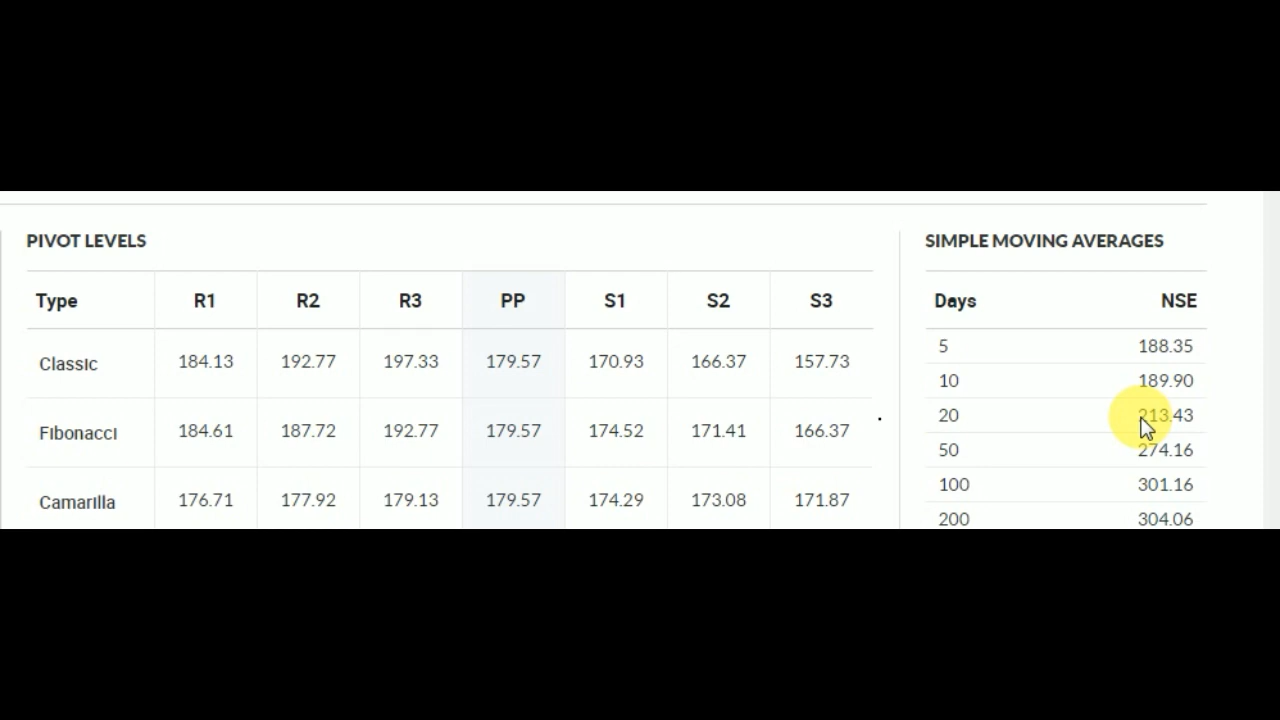 PIVOT LEVELS
Type R1 R2 R3 PP S1 S2 S3
Classic 184.13 192.77 197.33 179.57 170.93 166.37 157.73
Fibonacci 184.61 187.72 192.77 179.57 174.52 171.41 166.37
Camarilla 176.71 177.92 179.13 179.57 174.29 173.08 171.87
SIMPLE MOVING AVERAGES
Days NSE
5 188.35
10 189.90
20 213.43
50 274.16
100 301.16
200 304.06